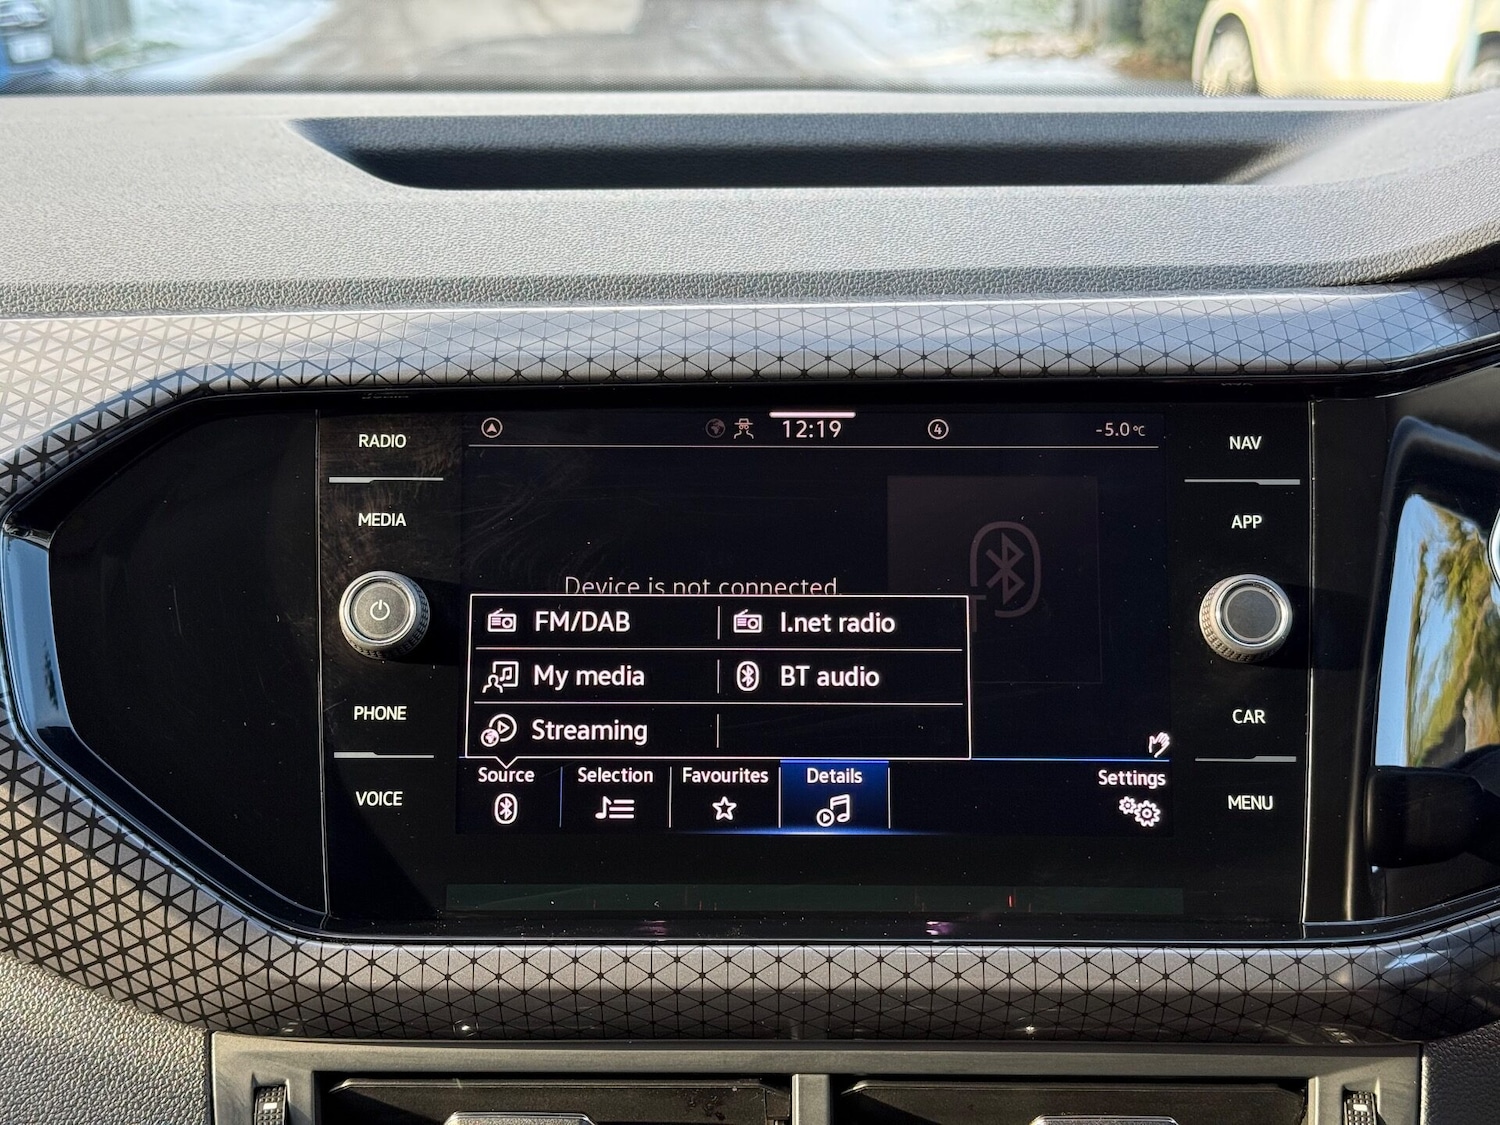 RADIO
MEDIA
PHONE
VOICE
12:19
4
-5.0°C
Device is not connected.
FM/DAB
I.net radio
My media
BT audio
Streaming
Source
Selection
Favourites
Details
Settings
NAV
APP
CAR
MENU